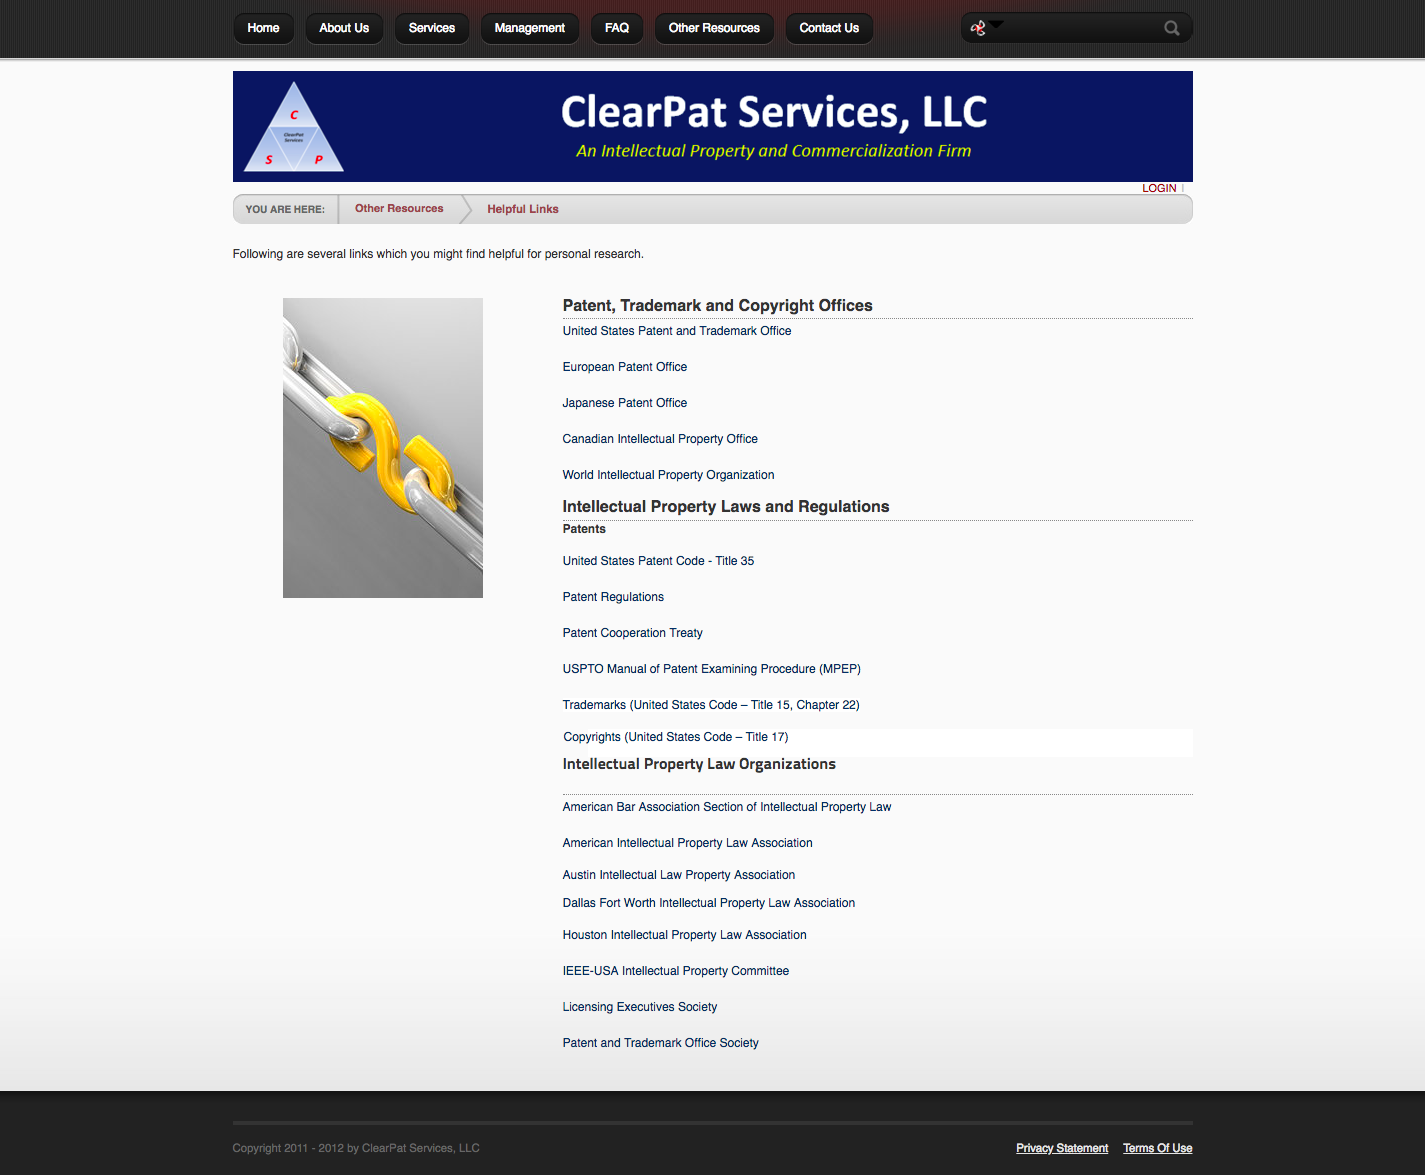 Home
About Us
Services
Management
FAQ
Other Resources
Contact Us
C
ClearPat
Services
S
P
ClearPat Services, LLC
An Intellectual Property and Commercialization Firm
LOGIN |
YOU ARE HERE:
Other Resources
Helpful Links
Following are several links which you might find helpful for personal research.
Patent, Trademark and Copyright Offices
United States Patent and Trademark Office
European Patent Office
Japanese Patent Office
Canadian Intellectual Property Office
World Intellectual Property Organization
Intellectual Property Laws and Regulations
Patents
United States Patent Code - Title 35
Patent Regulations
Patent Cooperation Treaty
USPTO Manual of Patent Examining Procedure (MPEP)
Trademarks (United States Code – Title 15, Chapter 22)
Copyrights (United States Code – Title 17)
Intellectual Property Law Organizations
American Bar Association Section of Intellectual Property Law
American Intellectual Property Law Association
Austin Intellectual Law Property Association
Dallas Fort Worth Intellectual Property Law Association
Houston Intellectual Property Law Association
IEEE-USA Intellectual Property Committee
Licensing Executives Society
Patent and Trademark Office Society
Copyright 2011 - 2012 by ClearPat Services, LLC
Privacy Statement
Terms Of Use